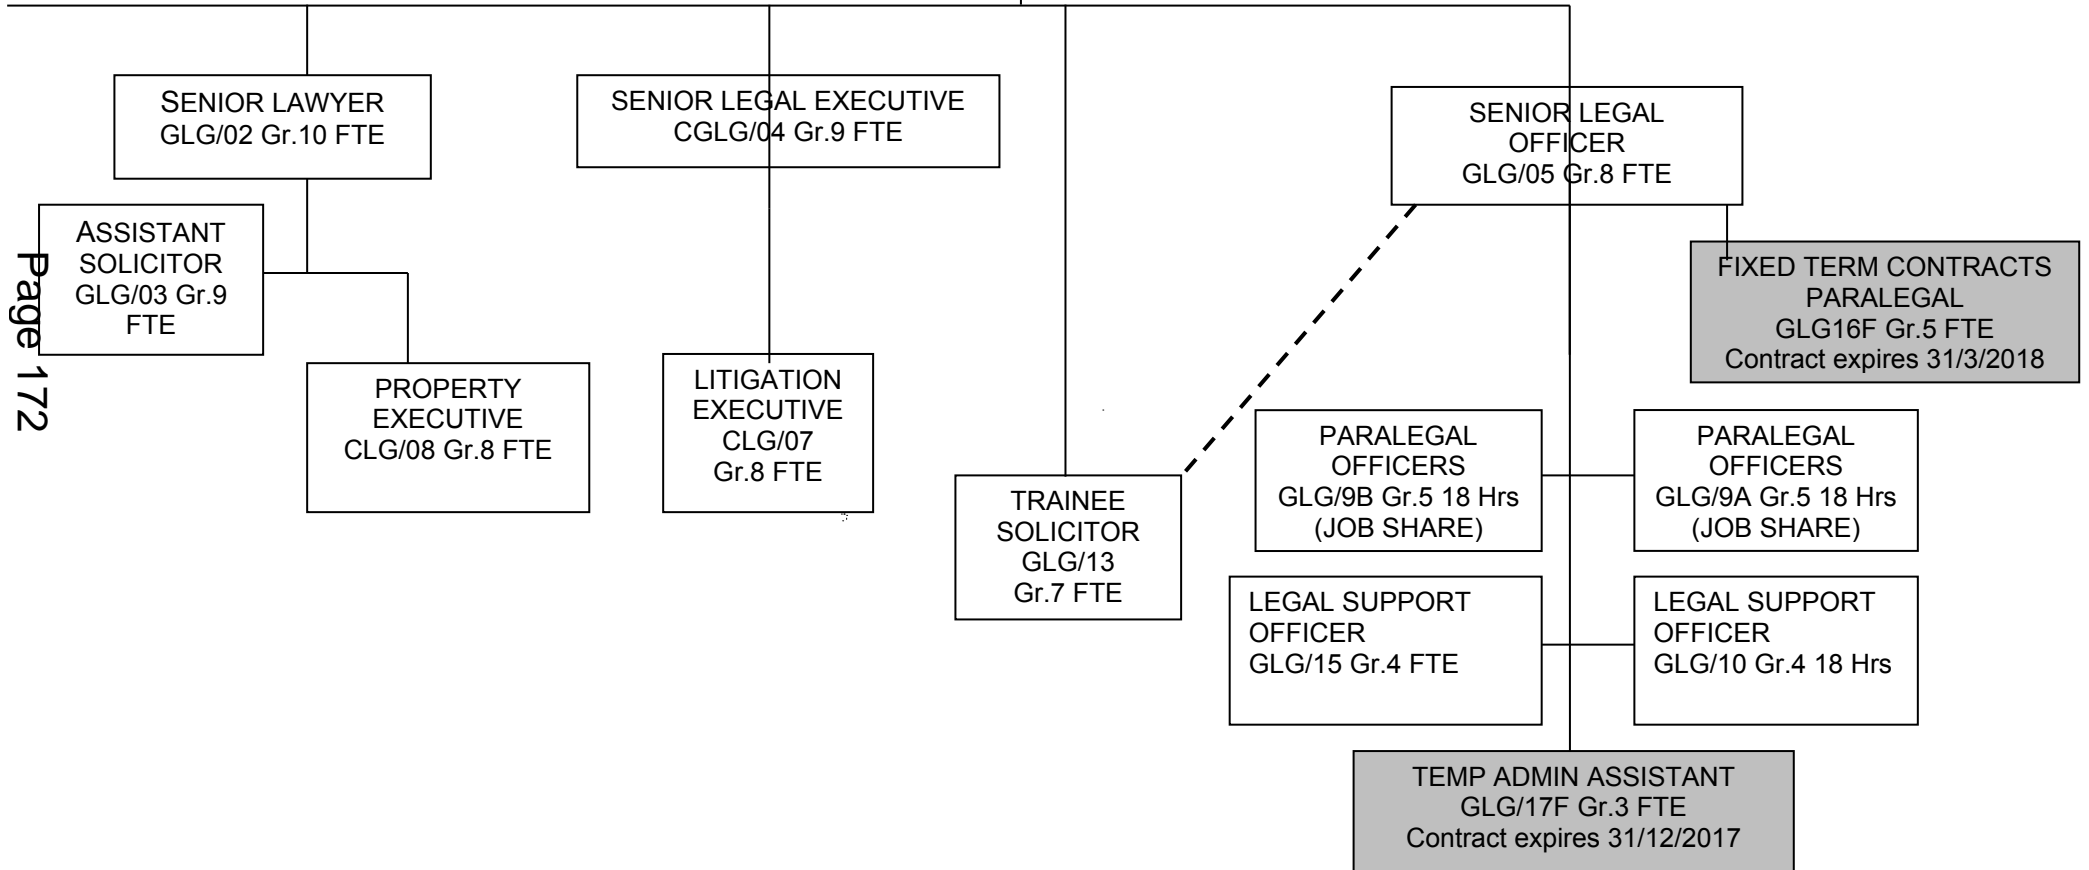 SENIOR LAWYER
GLG/02 Gr.10 FTE
SENIOR LEGAL EXECUTIVE
CGLG/04 Gr.9 FTE
SENIOR LEGAL
OFFICER
GLG/05 Gr.8 FTE
ASSISTANT
SOLICITOR
GLG/03 Gr.9
FTE
Page 172
FIXED TERM CONTRACTS
PARALEGAL
GLG16F Gr.5 FTE
Contract expires 31/3/2018
PROPERTY
EXECUTIVE
CLG/08 Gr.8 FTE
LITIGATION
EXECUTIVE
CLG/07
Gr.8 FTE
TRAINEE
SOLICITOR
GLG/13
Gr.7 FTE
PARALEGAL
OFFICERS
GLG/9B Gr.5 18 Hrs
(JOB SHARE)
PARALEGAL
OFFICERS
GLG/9A Gr.5 18 Hrs
(JOB SHARE)
LEGAL SUPPORT
OFFICER
GLG/15 Gr.4 FTE
LEGAL SUPPORT
OFFICER
GLG/10 Gr.4 18 Hrs
TEMP ADMIN ASSISTANT
GLG/17F Gr.3 FTE
Contract expires 31/12/2017